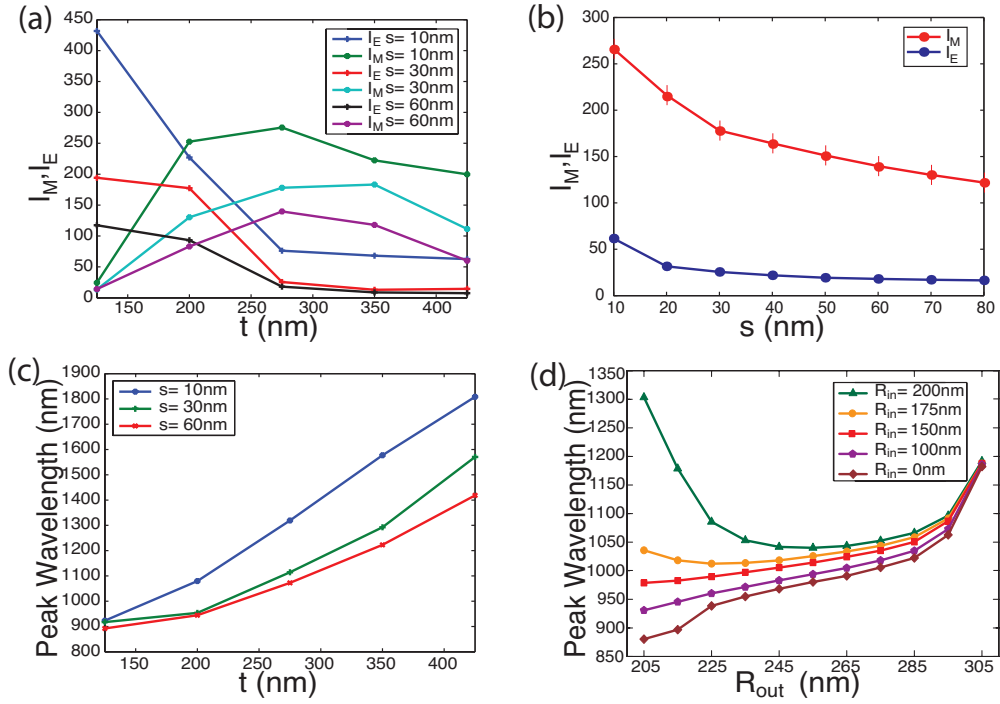 (a)
450
400
350
300
250
200
150
100
50
0
I_M,I_E
150 200 250 300 350 400
t (nm)
I_E s= 10nm
I_M s= 10nm
I_E s= 30nm
I_M s= 30nm
I_E s= 60nm
I_M s= 60nm
(b)
300
250
200
150
100
50
0
I_M,I_E
10 20 30 40 50 60 70 80
s (nm)
I_M
I_E
(c)
1900
1800
1700
1600
1500
1400
1300
1200
1100
1000
900
800
Peak Wavelength (nm)
150 200 250 300 350 400
t (nm)
s= 10nm
s= 30nm
s= 60nm
(d)
1350
1300
1250
1200
1150
1100
1050
1000
950
900
850
Peak Wavelength (nm)
205 225 245 265 285 305
R_out (nm)
R_in= 200nm
R_in= 175nm
R_in= 150nm
R_in= 100nm
R_in= 0nm